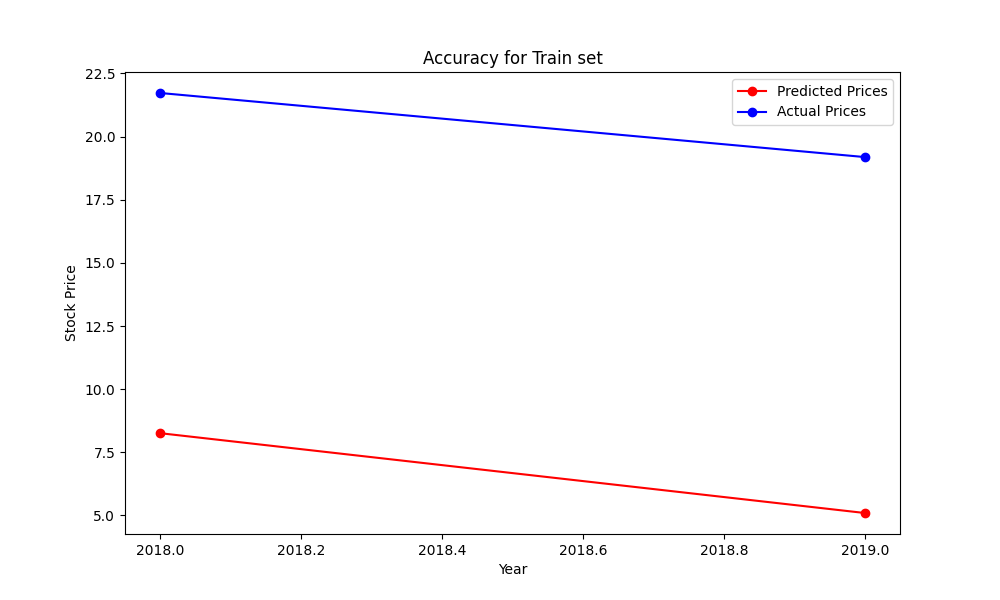 Accuracy for Train set
22.5
20.0
17.5
15.0
12.5
10.0
7.5
5.0
Stock Price
Predicted Prices
Actual Prices
2018.0 2018.2 2018.4 2018.6 2018.8 2019.0
Year